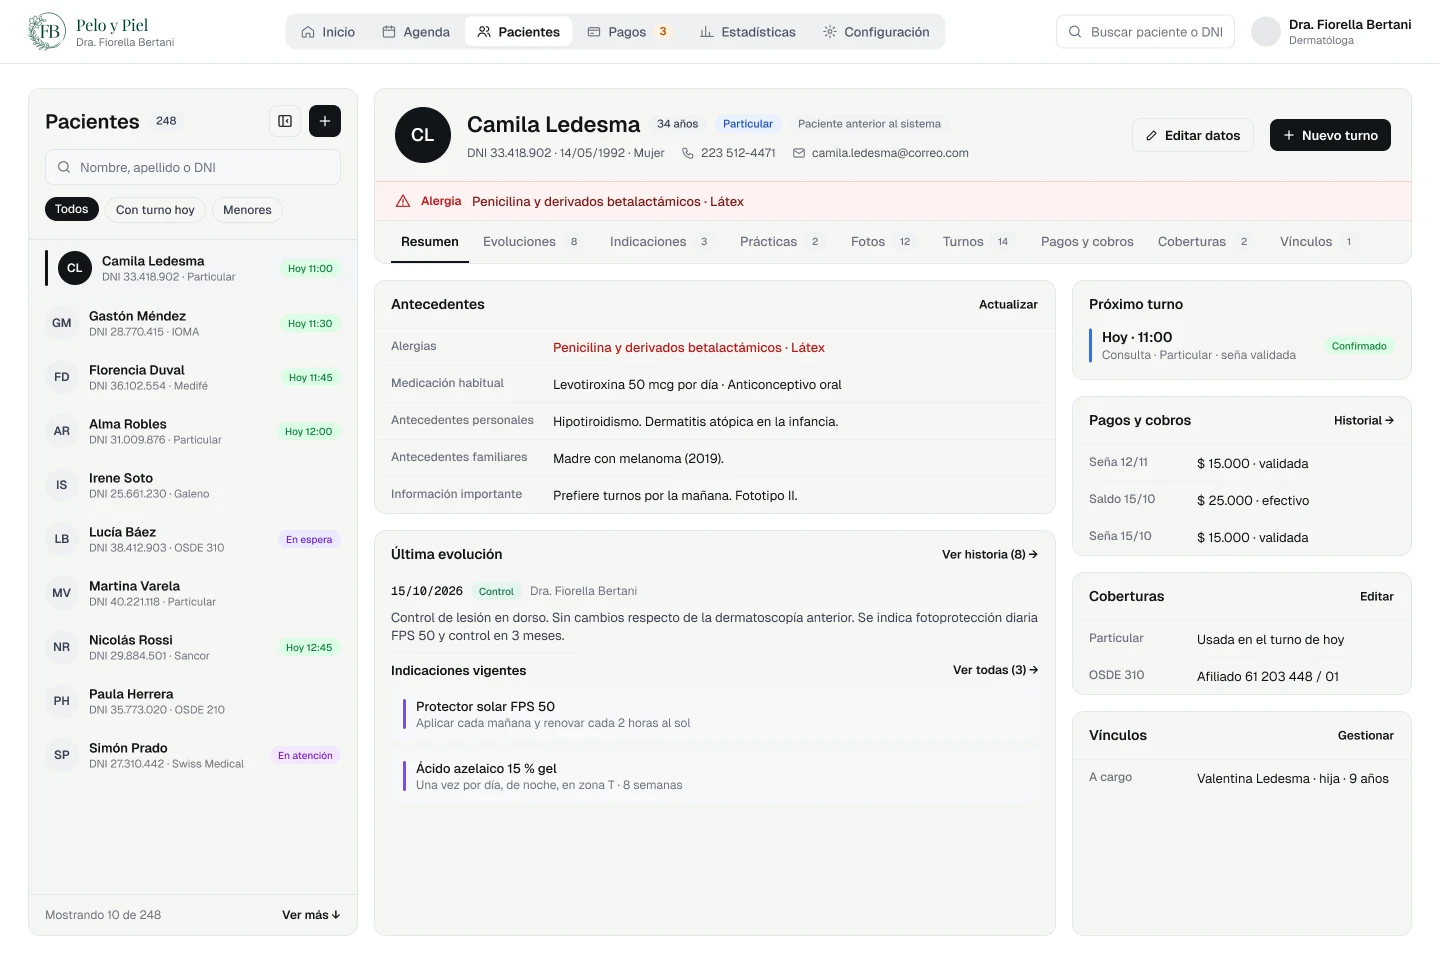 FB
Pelo y Piel
Dra. Fiorella Bertani
Inicio
Agenda
Pacientes
Pagos 3
Estadísticas
Configuración
Buscar paciente o DNI
Dra. Fiorella Bertani
Dermatóloga
Pacientes 248
Nombre, apellido o DNI
Todos
Con turno hoy
Menores
CL
Camila Ledesma
DNI 33.418.902 · Particular
Hoy 11:00
GM
Gastón Méndez
DNI 28.770.415 · IOMA
Hoy 11:30
FD
Florencia Duval
DNI 36.102.554 · Medifé
Hoy 11:45
AR
Alma Robles
DNI 31.009.876 · Particular
Hoy 12:00
IS
Irene Soto
DNI 25.661.230 · Galeno
LB
Lucía Báez
DNI 38.412.903 · OSDE 310
En espera
MV
Martina Varela
DNI 40.221.118 · Particular
NR
Nicolás Rossi
DNI 29.884.501 · Sancor
Hoy 12:45
PH
Paula Herrera
DNI 35.773.020 · OSDE 210
SP
Simón Prado
DNI 27.310.442 · Swiss Medical
En atención
Mostrando 10 de 248
Ver más ↓
CL
Camila Ledesma 34 años Particular Paciente anterior al sistema
DNI 33.418.902 · 14/05/1992 · Mujer 223 512-4471 camila.ledesma@correo.com
Editar datos
+ Nuevo turno
Alergia Penicilina y derivados betalactámicos · Látex
Resumen
Evoluciones 8
Indicaciones 3
Prácticas 2
Fotos 12
Turnos 14
Pagos y cobros
Coberturas 2
Vínculos 1
Antecedentes
Actualizar
Alergias Penicilina y derivados betalactámicos · Látex
Medicación habitual Levotiroxina 50 mcg por día · Anticonceptivo oral
Antecedentes personales Hipotiroidismo. Dermatitis atópica en la infancia.
Antecedentes familiares Madre con melanoma (2019).
Información importante Prefiere turnos por la mañana. Fototipo II.
Última evolución
Ver historia (8) →
15/10/2026 Control Dra. Fiorella Bertani
Control de lesión en dorso. Sin cambios respecto de la dermatoscopía anterior. Se indica fotoprotección diaria
FPS 50 y control en 3 meses.
Indicaciones vigentes
Ver todas (3) →
Protector solar FPS 50
Aplicar cada mañana y renovar cada 2 horas al sol
Ácido azelaico 15 % gel
Una vez por día, de noche, en zona T · 8 semanas
Próximo turno
Hoy · 11:00
Consulta · Particular · seña validada
Confirmado
Pagos y cobros
Historial →
Seña 12/11 $ 15.000 · validada
Saldo 15/10 $ 25.000 · efectivo
Seña 15/10 $ 15.000 · validada
Coberturas
Editar
Particular Usada en el turno de hoy
OSDE 310 Afiliado 61 203 448 / 01
Vínculos
Gestionar
A cargo Valentina Ledesma · hija · 9 años